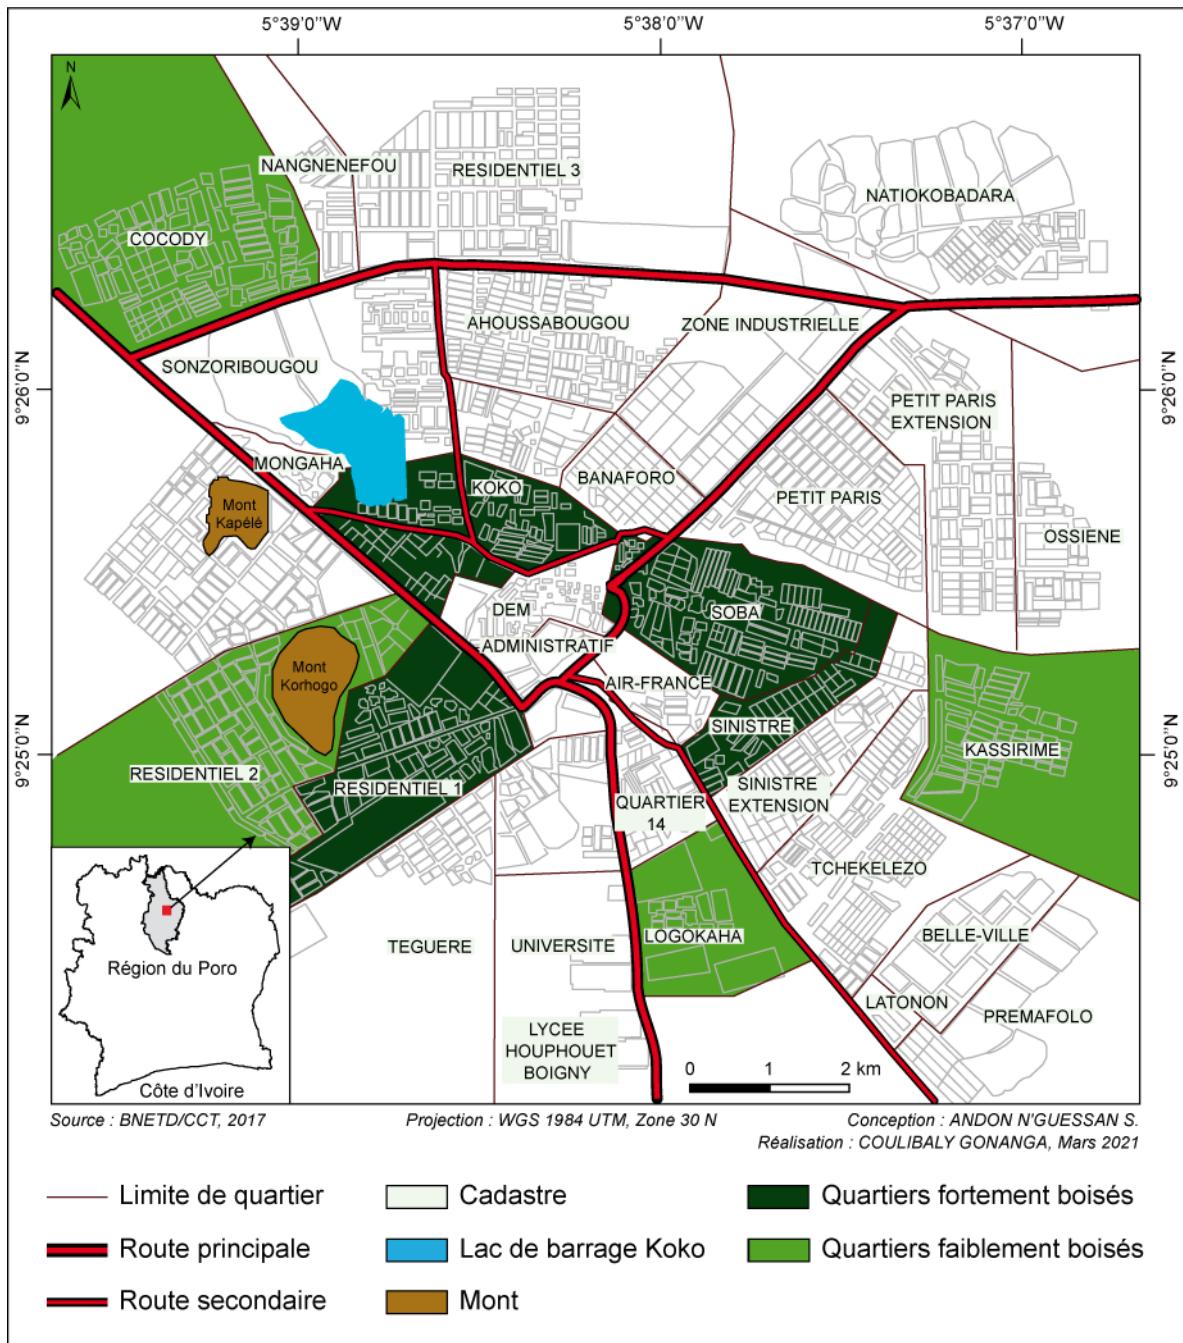 5°39'0''W
5°38'0''W
5°37'0''W
N
NANGNENEFOU
RESIDENTIEL 3
NATIOKOBADARA
COCODY
AHOUSSABOUGOU
ZONE INDUSTRIELLE
SONZORIBOUGOU
9°26'0''N
9°26'0''N
PETIT PARIS
EXTENSION
MONGAHA
KOKO
BANAFORO
PETIT PARIS
Mont
Kapélé
OSSIENE
DEM
SOBA
ADMINISTRATIF
Mont
Korhogo
AIR-FRANCE
SINISTRE
KASSIRIME
9°25'0''N
9°25'0''N
RESIDENTIEL 2
RESIDENTIEL 1
SINISTRE
EXTENSION
QUARTIER
14
TCHEKELEZO
LOGOKAHA
BELLE-VILLE
TEGUERE
UNIVERSITE
LATONON
PREMAFOLO
LYCEE
HOUPHOUET
BOIGNY
Région du Poro
Côte d'Ivoire
0 1 2 km
Source : BNETD/CCT, 2017
Projection : WGS 1984 UTM, Zone 30 N
Conception : ANDON N'GUESSAN S.
Réalisation : COULIBALY GONANGA, Mars 2021
Limite de quartier
Cadastre
Quartiers fortement boisés
Route principale
Lac de barrage Koko
Quartiers faiblement boisés
Route secondaire
Mont